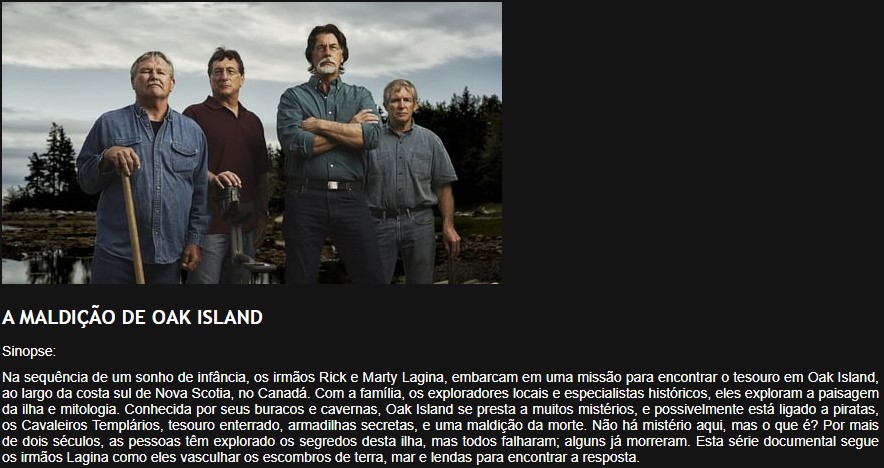 A MALDIÇÃO DE OAK ISLAND
Sinopse:
Na sequência de um sonho de infância, os irmãos Rick e Marty Lagina, embarcam em uma missão para encontrar o tesouro em Oak Island,
ao largo da costa sul de Nova Scotia, no Canadá. Com a família, os exploradores locais e especialistas históricos, eles exploram a paisagem
da ilha e mitologia. Conhecida por seus buracos e cavernas, Oak Island se presta a muitos mistérios, e possivelmente está ligado a piratas,
os Cavaleiros Templários, tesouro enterrado, armadilhas secretas, e uma maldição da morte. Não há mistério aqui, mas o que é? Por mais
de dois séculos, as pessoas têm explorado os segredos desta ilha, mas todos falharam; alguns já morreram. Esta série documental segue
os irmãos Lagina como eles vasculhar os escombros de terra, mar e lendas para encontrar a resposta.